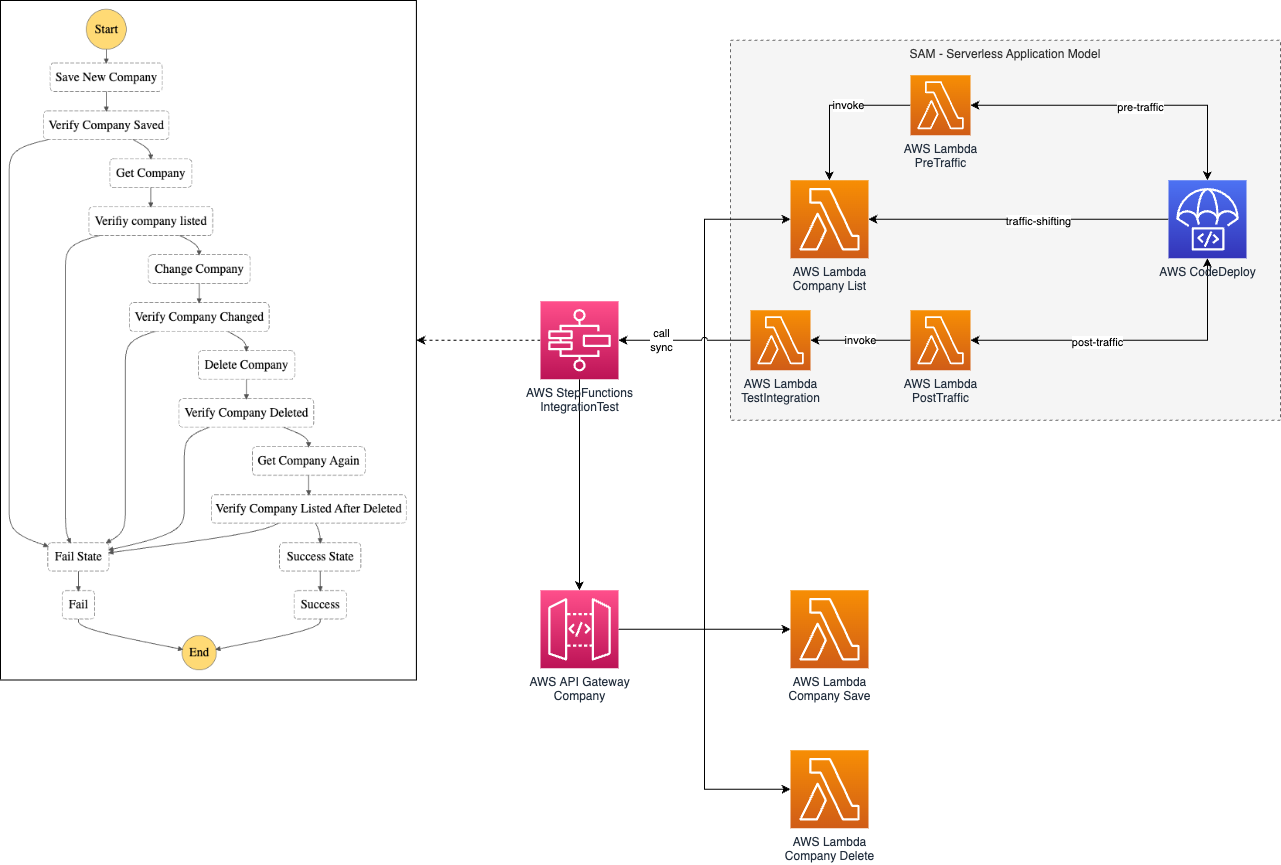 Start
Save New Company
Verify Company Saved
Get Company
Verifiy company listed
Change Company
Verify Company Changed
Delete Company
Verify Company Deleted
Get Company Again
Verify Company Listed After Deleted
Fail State
Success State
Fail
Success
End
SAM - Serverless Application Model
invoke
pre-traffic
AWS Lambda
PreTraffic
traffic-shifting
AWS Lambda
Company List
AWS CodeDeploy
call
sync
invoke
post-traffic
AWS Lambda
TestIntegration
AWS Lambda
PostTraffic
AWS StepFunctions
IntegrationTest
AWS API Gateway
Company
AWS Lambda
Company Save
AWS Lambda
Company Delete